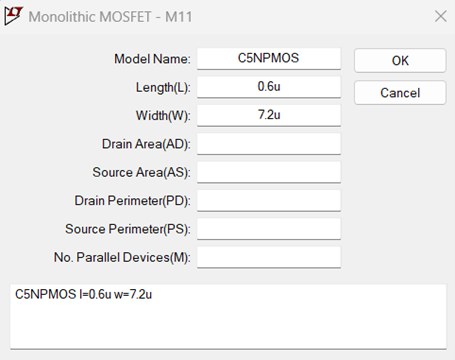 Monolithic MOSFET - M11
Model Name: C5NPMOS
OK
Length(L): 0.6u
Cancel
Width(W): 7.2u
Drain Area(AD):
Source Area(AS):
Drain Perimeter(PD):
Source Perimeter(PS):
No. Parallel Devices(M):
C5NPMOS l=0.6u w=7.2u